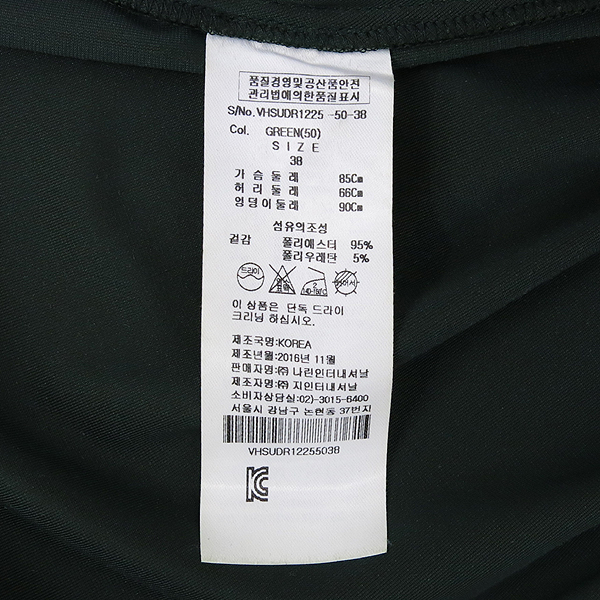 품질경영및공산품안전
관리법에의한품질표시
S/No. VHSUDR1225 -50-38
Col. GREEN(50)
SIZE
38
가슴둘레 85Cm
허리둘레 66Cm
엉덩이둘레 90Cm
섬유의조성
겉감 폴리에스터 95%
폴리우레탄 5%
드라이
2
140-160℃
이 상품은 단독 드라이
크리닝 하십시오.
제조국명:KOREA
제조년월:2016년 11월
판매자명:㈜ 나린인터내셔날
제조자명:㈜ 지인터내셔날
소비자상담실:02)-3015-6400
서울시 강남구 논현동 37번지
VHSUDR12255038
KC